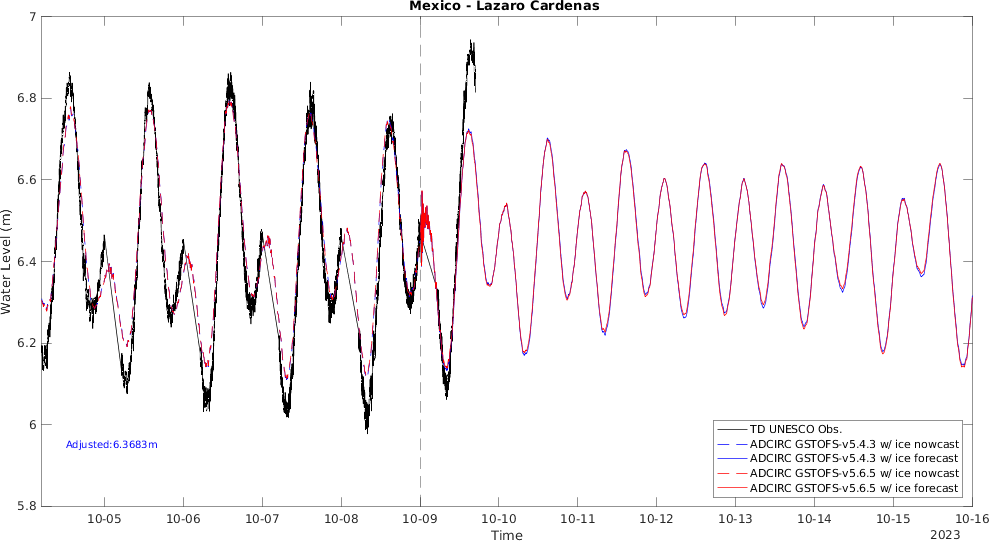 Mexico - Lazaro Cardenas
7
6.8
6.6
6.4
6.2
6
5.8
Water Level (m)
Adjusted:6.3683m
TD UNESCO Obs.
ADCIRC GSTOFS-v5.4.3 w/ ice nowcast
ADCIRC GSTOFS-v5.4.3 w/ ice forecast
ADCIRC GSTOFS-v5.6.5 w/ ice nowcast
ADCIRC GSTOFS-v5.6.5 w/ ice forecast
10-05 10-06 10-07 10-08 10-09 10-10 10-11 10-12 10-13 10-14 10-15 10-16
Time
2023